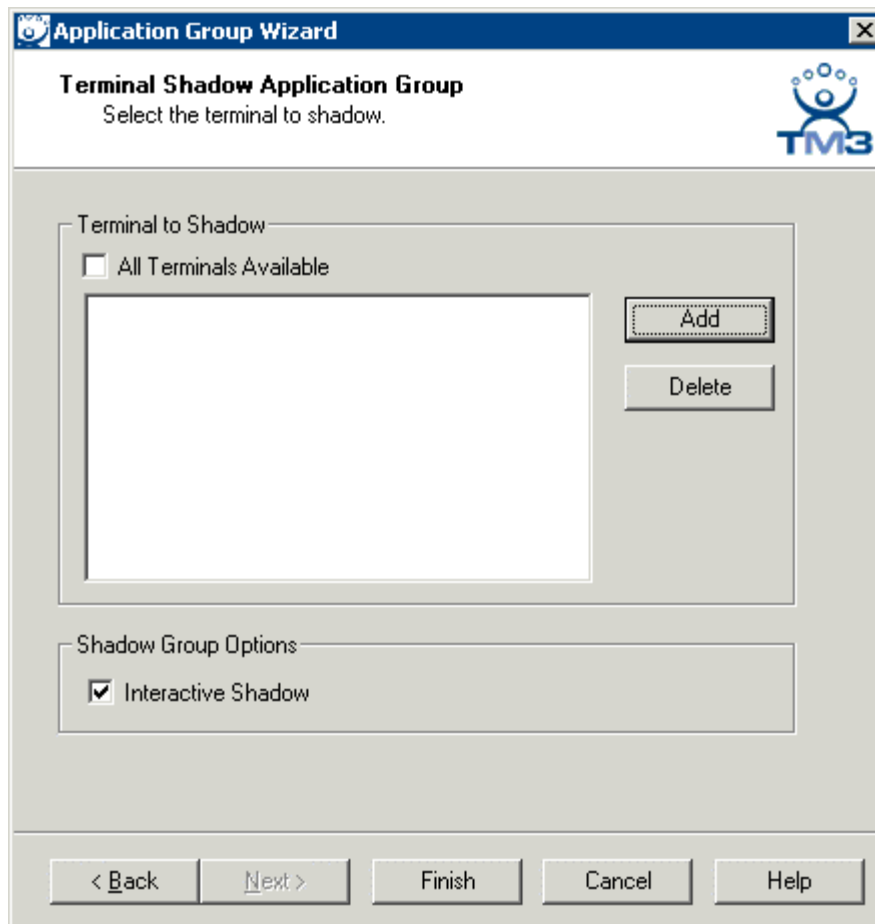 Application Group Wizard
Terminal Shadow Application Group
Select the terminal to shadow.
TM3
Terminal to Shadow
All Terminals Available
Add
Delete
Shadow Group Options
Interactive Shadow
< Back
Next >
Finish
Cancel
Help